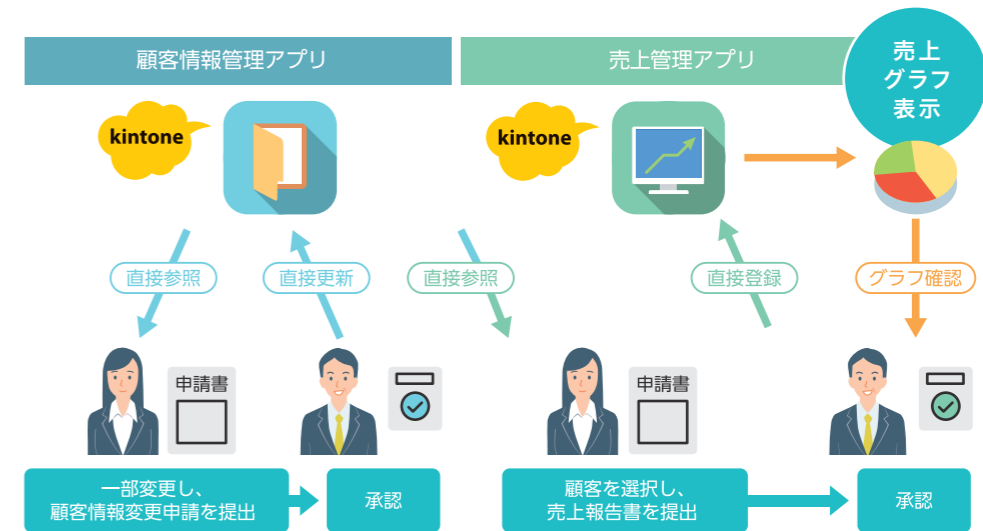 顧客情報管理アプリ
売上管理アプリ
売上
グラフ
表示
kintone
kintone
直接参照
直接更新
直接参照
直接登録
グラフ確認
申請書
申請書
一部変更し、
顧客情報変更申請を提出
承認
顧客を選択し、
売上報告書を提出
承認